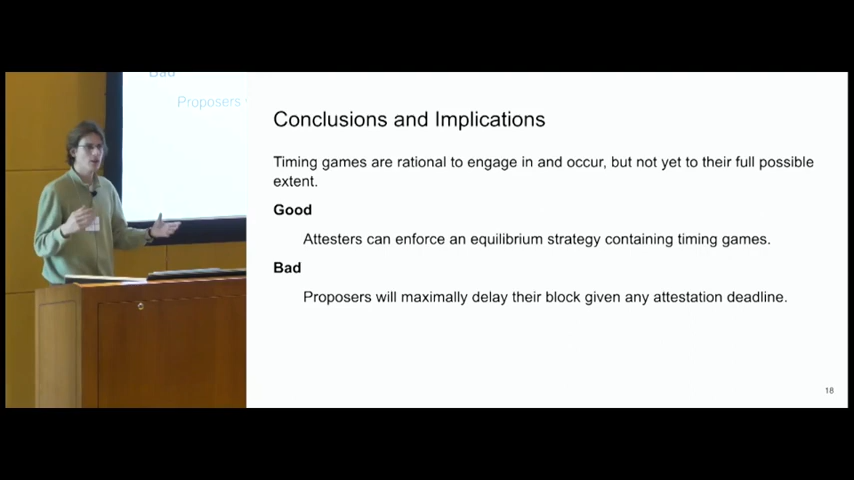 Bad
Proposers
Conclusions and Implications
Timing games are rational to engage in and occur, but not yet to their full possible
extent.
Good
Attesters can enforce an equilibrium strategy containing timing games.
Bad
Proposers will maximally delay their block given any attestation deadline.
18